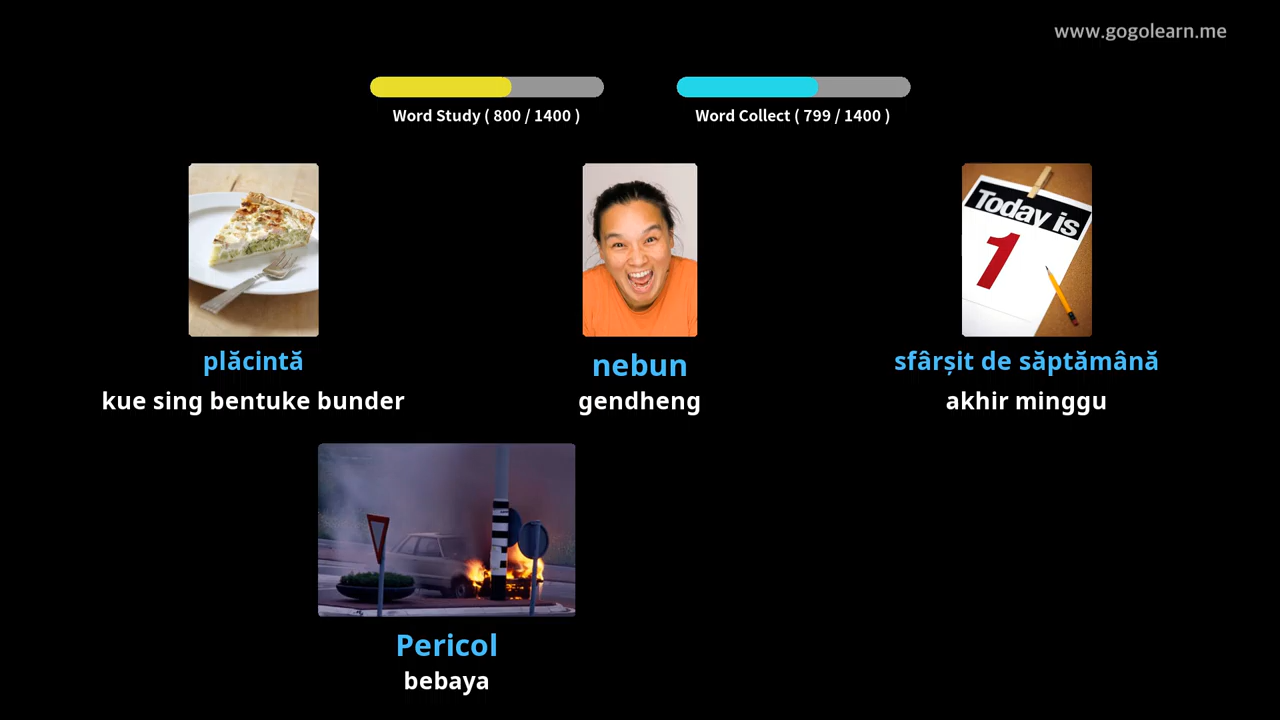 www.gogolearn.me
Word Study ( 800 / 1400 )
Word Collect ( 799 / 1400 )
Today is
1
plăcintă
nebun
sfârșit de săptămână
kue sing bentuke bunder
gendheng
akhir minggu
Pericol
bebaya